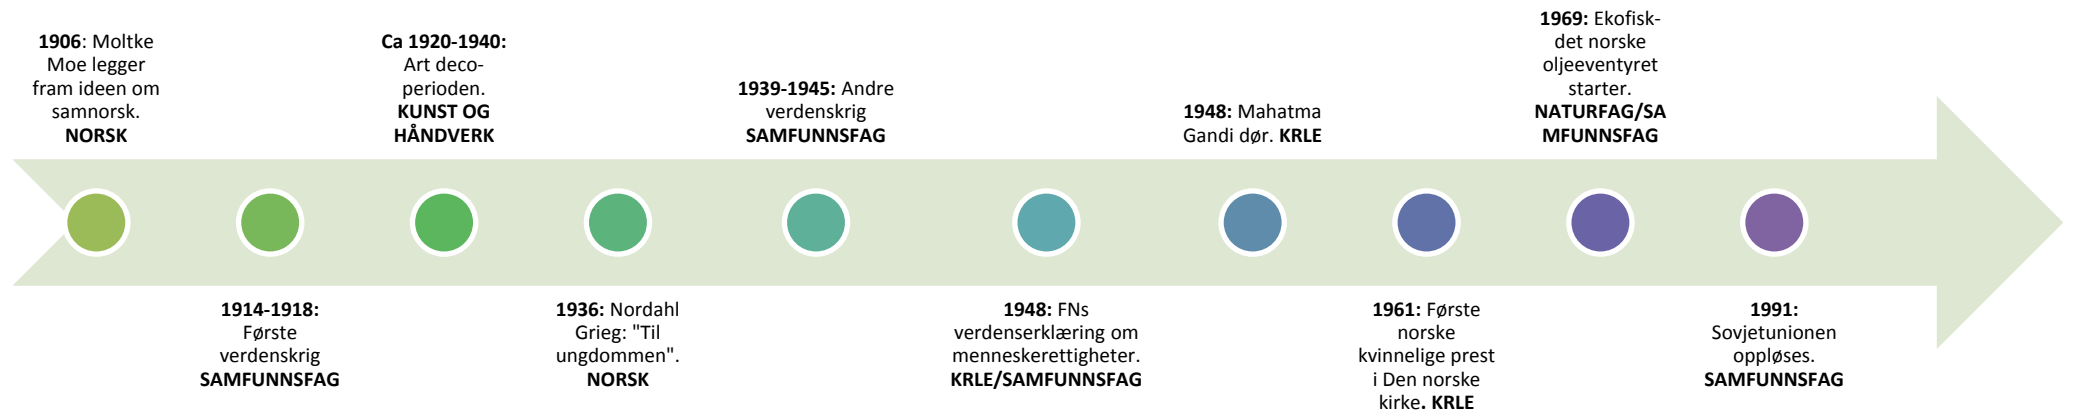 1906: Moltke
Moe legger
fram ideen om
samnorsk.
NORSK
1914-1918:
Første
verdenskrig
SAMFUNNSFAG
Ca 1920-1940:
Art deco-
perioden.
KUNST OG
HÅNDVERK
1936: Nordahl
Grieg: "Til
ungdommen".
NORSK
1939-1945: Andre
verdenskrig
SAMFUNNSFAG
1948: FNs
verdenserklæring om
menneskerettigheter.
KRLE/SAMFUNNSFAG
1948: Mahatma
Gandi dør. KRLE
1961: Første
norske
kvinnelige prest
i Den norske
kirke. KRLE
1969: Ekofisk-
det norske
oljeeventyret
starter.
NATURFAG/SA
MFUNNSFAG
1991:
Sovjetunionen
oppløses.
SAMFUNNSFAG